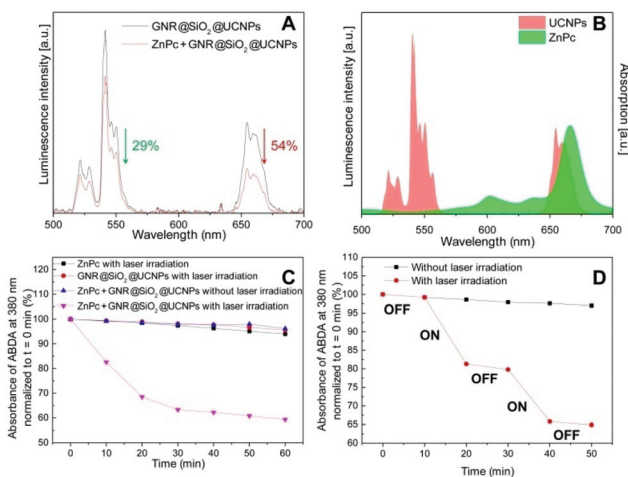 A
GNR@SiO2@UCNPs
ZnPc+GNR@SiO2@UCNPs
29%
54%
Luminescence intensity [a.u.]
500 550 600 650 700
Wavelength (nm)
B
UCNPs
ZnPc
Luminescence intensity [a.u.]
Absorption [a.u.]
500 550 600 650 700
Wavelength (nm)
C
ZnPc with laser irradiation
GNR@SiO2@UCNPs with laser irradiation
ZnPc + GNR@SiO2@UCNPs without laser irradiation
ZnPc + GNR@SiO2@UCNPs with laser irradiation
Absorbance of ABDA at 380 nm
normalized to t = 0 min (%)
120
110
100
90
80
70
60
50
0 10 20 30 40 50 60
Time (min)
D
Without laser irradiation
With laser irradiation
OFF
ON
OFF
ON
OFF
Absorbance of ABDA at 380 nm
normalized to t = 0 min (%)
110
105
100
95
90
85
80
75
70
65
60
0 10 20 30 40 50
Time (min)